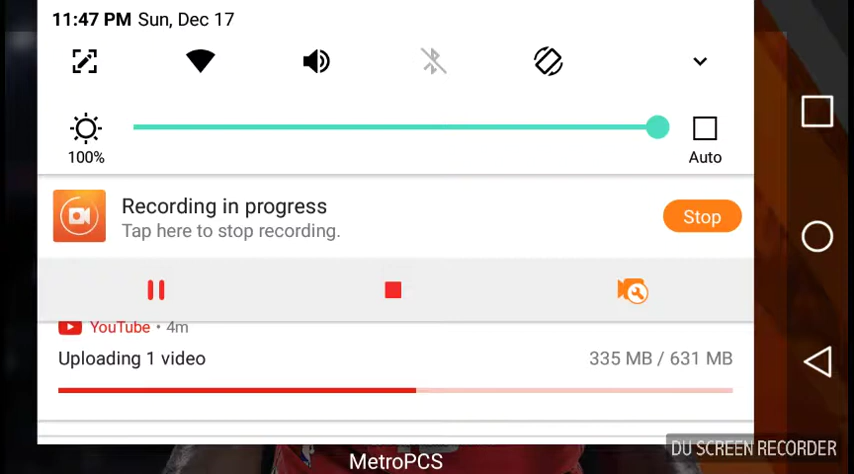 11:47 PM Sun, Dec 17
100%
Auto
Recording in progress
Tap here to stop recording.
Stop
YouTube • 4m
Uploading 1 video 335 MB / 631 MB
DU SCREEN RECORDER
MetroPCS